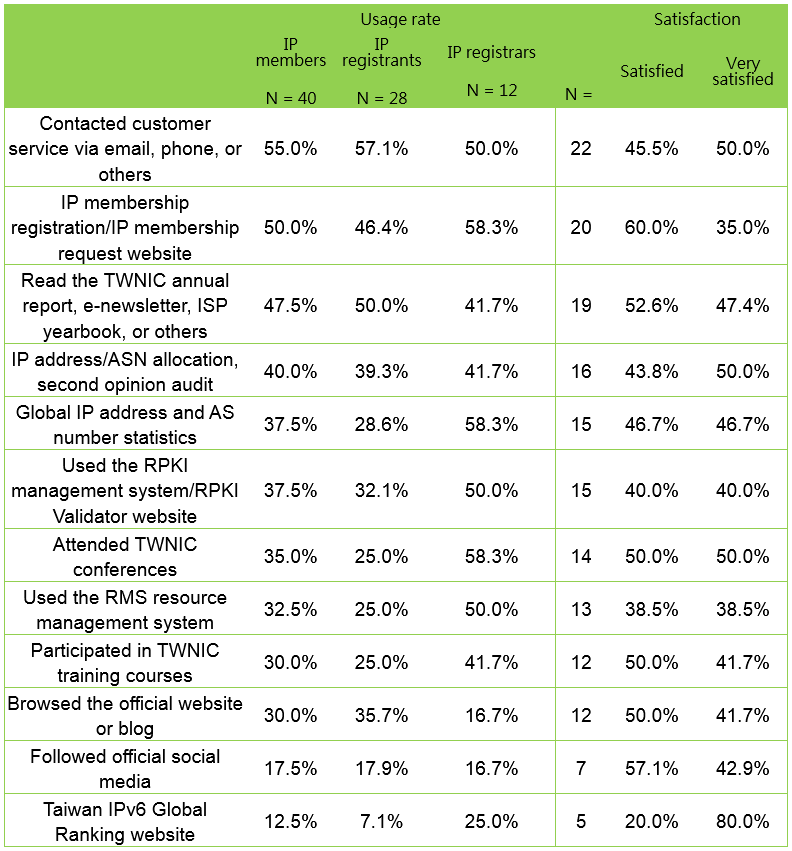 Usage rate Satisfaction
IP members IP registrants IP registrars Satisfied Very satisfied
N = 40 N = 28 N = 12 N =
Contacted customer
service via email, phone, or
others
55.0% 57.1% 50.0% 22 45.5% 50.0%
IP membership
registration/IP membership
request website
50.0% 46.4% 58.3% 20 60.0% 35.0%
Read the TWNIC annual
report, e-newsletter, ISP
yearbook, or others
47.5% 50.0% 41.7% 19 52.6% 47.4%
IP address/ASN allocation,
second opinion audit
40.0% 39.3% 41.7% 16 43.8% 50.0%
Global IP address and AS
number statistics
37.5% 28.6% 58.3% 15 46.7% 46.7%
Used the RPKI
management system/RPKI
Validator website
37.5% 32.1% 50.0% 15 40.0% 40.0%
Attended TWNIC
conferences
35.0% 25.0% 58.3% 14 50.0% 50.0%
Used the RMS resource
management system
32.5% 25.0% 50.0% 13 38.5% 38.5%
Participated in TWNIC
training courses
30.0% 25.0% 41.7% 12 50.0% 41.7%
Browsed the official website
or blog
30.0% 35.7% 16.7% 12 50.0% 41.7%
Followed official social
media
17.5% 17.9% 16.7% 7 57.1% 42.9%
Taiwan IPv6 Global
Ranking website
12.5% 7.1% 25.0% 5 20.0% 80.0%